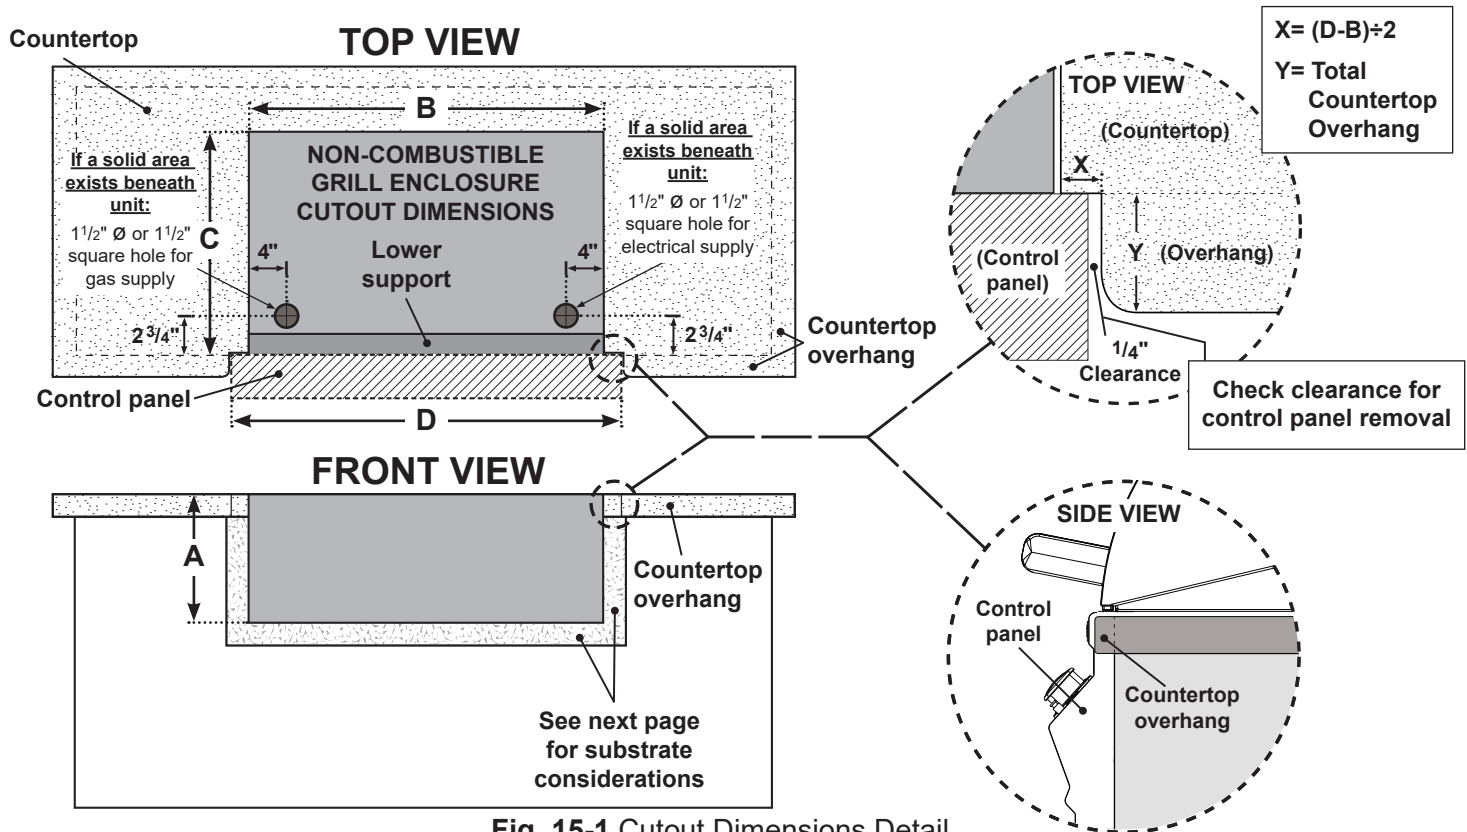 Countertop
TOP VIEW
B
If a solid area
exists beneath
unit:
1 1/2" Ø or 1 1/2"
square hole for
gas supply
C
NON-COMBUSTIBLE
GRILL ENCLOSURE
CUTOUT DIMENSIONS
Lower
support
4"
4"
If a solid area
exists beneath
unit:
1 1/2" Ø or 1 1/2"
square hole for
electrical supply
2 3/4"
2 3/4"
Countertop
overhang
Control panel
D
TOP VIEW
(Countertop)
X
(Control
panel)
Y (Overhang)
1/4"
Clearance
X= (D-B)÷2
Y= Total
Countertop
Overhang
Check clearance for
control panel removal
FRONT VIEW
A
Countertop
overhang
See next page
for substrate
considerations
SIDE VIEW
Control
panel
Countertop
overhang
Fig. 15-1 Cutout Dimensions Detail